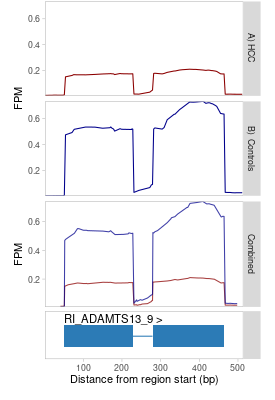 0.6
0.4
0.2
FPM
A) HCC
0.6
0.4
0.2
B) Controls
0.6
0.4
0.2
FPM
Combined
RI_ADAMTS13_9 >
100 200 300 400 500
Distance from region start (bp)